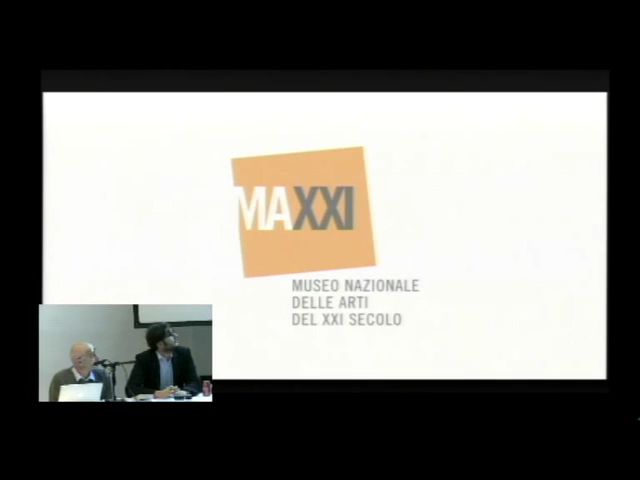 MAXXI
MUSEO NAZIONALE
DELLE ARTI
DEL XXI SECOLO